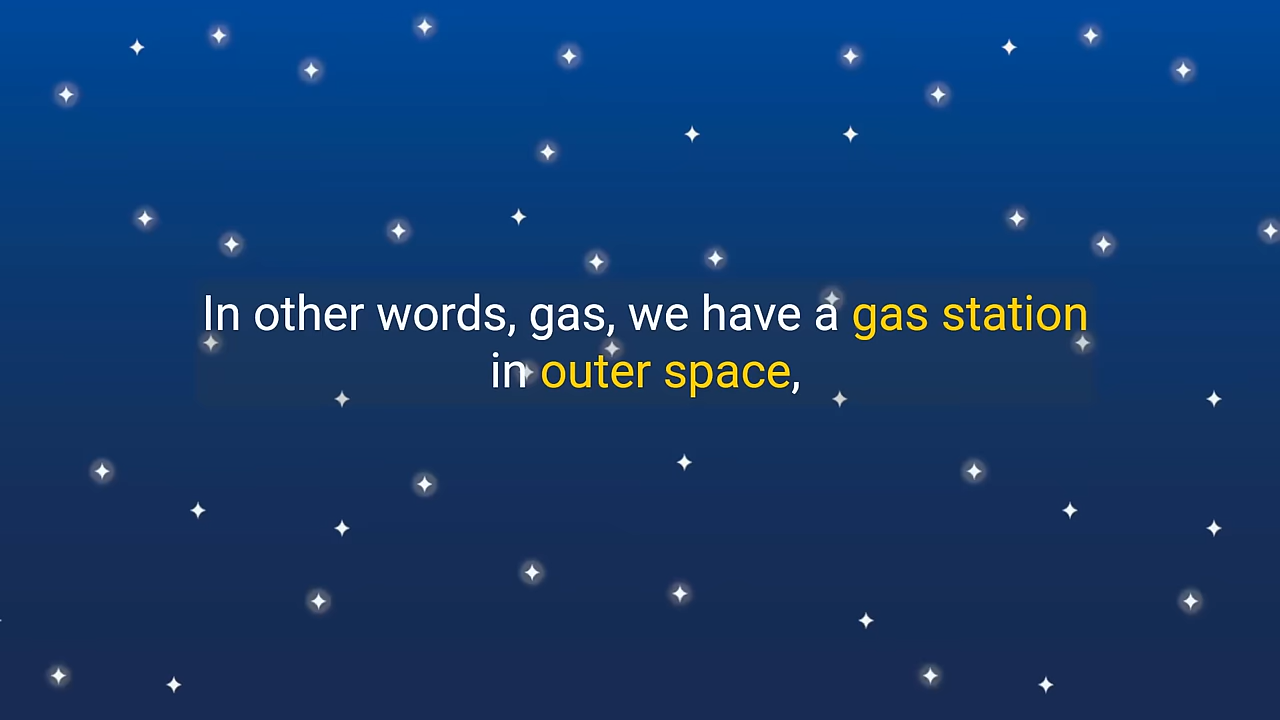 In other words, gas, we have a gas station
in outer space,